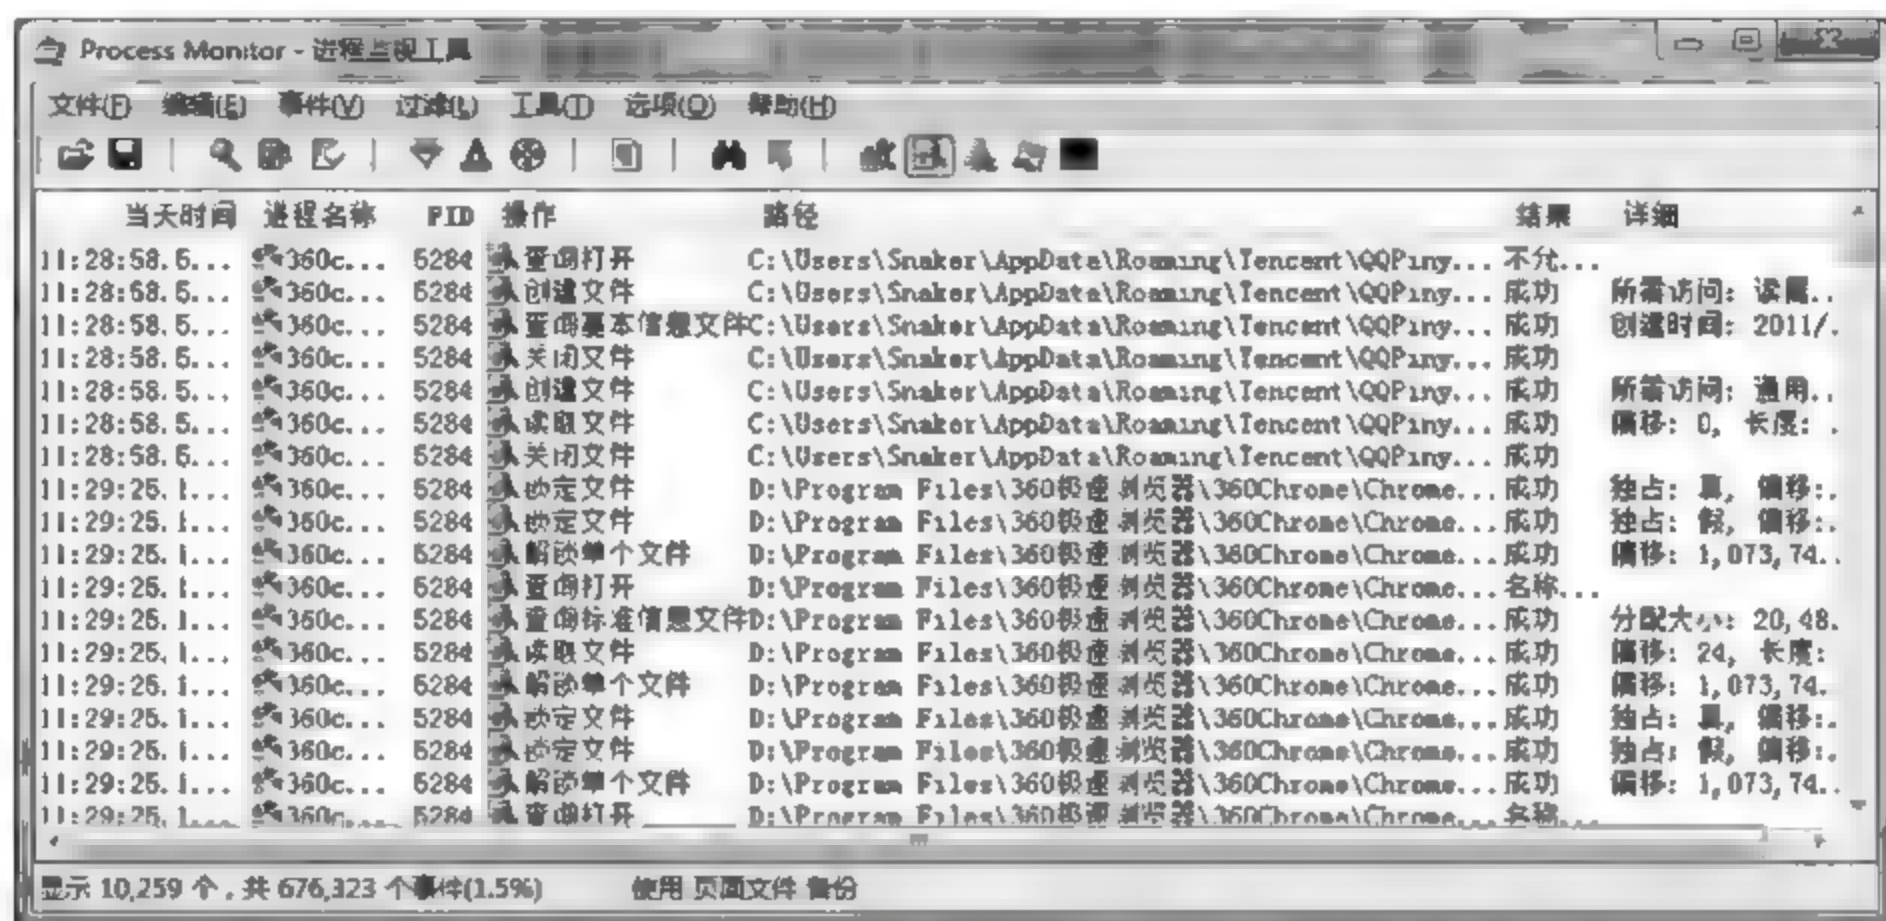 Process Monitor - 进程监视工具
文件(F) 编辑(E) 事件(V) 过滤(L) 工具(T) 选项(O) 帮助(H)
当天时间 进程名称 PID 操作 路径 结果 详细
11:28:58.5... 360c... 5284 查询打开 C:\Users\Snaker\AppData\Roaming\Tencent\QQPiny... 不允...
11:28:58.5... 360c... 5284 创建文件 C:\Users\Snaker\AppData\Roaming\Tencent\QQPiny... 成功 所需访问: 读属..
11:28:58.5... 360c... 5284 查询基本信息文件 C:\Users\Snaker\AppData\Roaming\Tencent\QQPiny... 成功 创建时间: 2011/.
11:28:58.5... 360c... 5284 关闭文件 C:\Users\Snaker\AppData\Roaming\Tencent\QQPiny... 成功
11:28:58.5... 360c... 5284 创建文件 C:\Users\Snaker\AppData\Roaming\Tencent\QQPiny... 成功 所需访问: 通用..
11:28:58.5... 360c... 5284 读取文件 C:\Users\Snaker\AppData\Roaming\Tencent\QQPiny... 成功 偏移: 0, 长度: .
11:28:58.5... 360c... 5284 关闭文件 C:\Users\Snaker\AppData\Roaming\Tencent\QQPiny... 成功
11:29:25.1... 360c... 5284 锁定文件 D:\Program Files\360极速浏览器\360Chrome\Chrome... 成功 独占: 真, 偏移:.
11:29:25.1... 360c... 5284 锁定文件 D:\Program Files\360极速浏览器\360Chrome\Chrome... 成功 独占: 假, 偏移:.
11:29:25.1... 360c... 5284 解锁单个文件 D:\Program Files\360极速浏览器\360Chrome\Chrome... 成功 偏移: 1,073,74..
11:29:25.1... 360c... 5284 查询打开 D:\Program Files\360极速浏览器\360Chrome\Chrome... 名称...
11:29:25.1... 360c... 5284 查询标准信息文件 D:\Program Files\360极速浏览器\360Chrome\Chrome... 成功 分配大小: 20,48.
11:29:25.1... 360c... 5284 读取文件 D:\Program Files\360极速浏览器\360Chrome\Chrome... 成功 偏移: 24, 长度:
11:29:25.1... 360c... 5284 解锁单个文件 D:\Program Files\360极速浏览器\360Chrome\Chrome... 成功 偏移: 1,073,74.
11:29:25.1... 360c... 5284 锁定文件 D:\Program Files\360极速浏览器\360Chrome\Chrome... 成功 独占: 真, 偏移:.
11:29:25.1... 360c... 5284 锁定文件 D:\Program Files\360极速浏览器\360Chrome\Chrome... 成功 独占: 假, 偏移:.
11:29:25.1... 360c... 5284 解锁单个文件 D:\Program Files\360极速浏览器\360Chrome\Chrome... 成功 偏移: 1,073,74..
11:29:25.1... 360c... 5284 查询打开 D:\Program Files\360极速浏览器\360Chrome\Chrome... 名称...
显示 10,259 个，共 676,323 个事件(1.5%) 使用 页面文件 备份